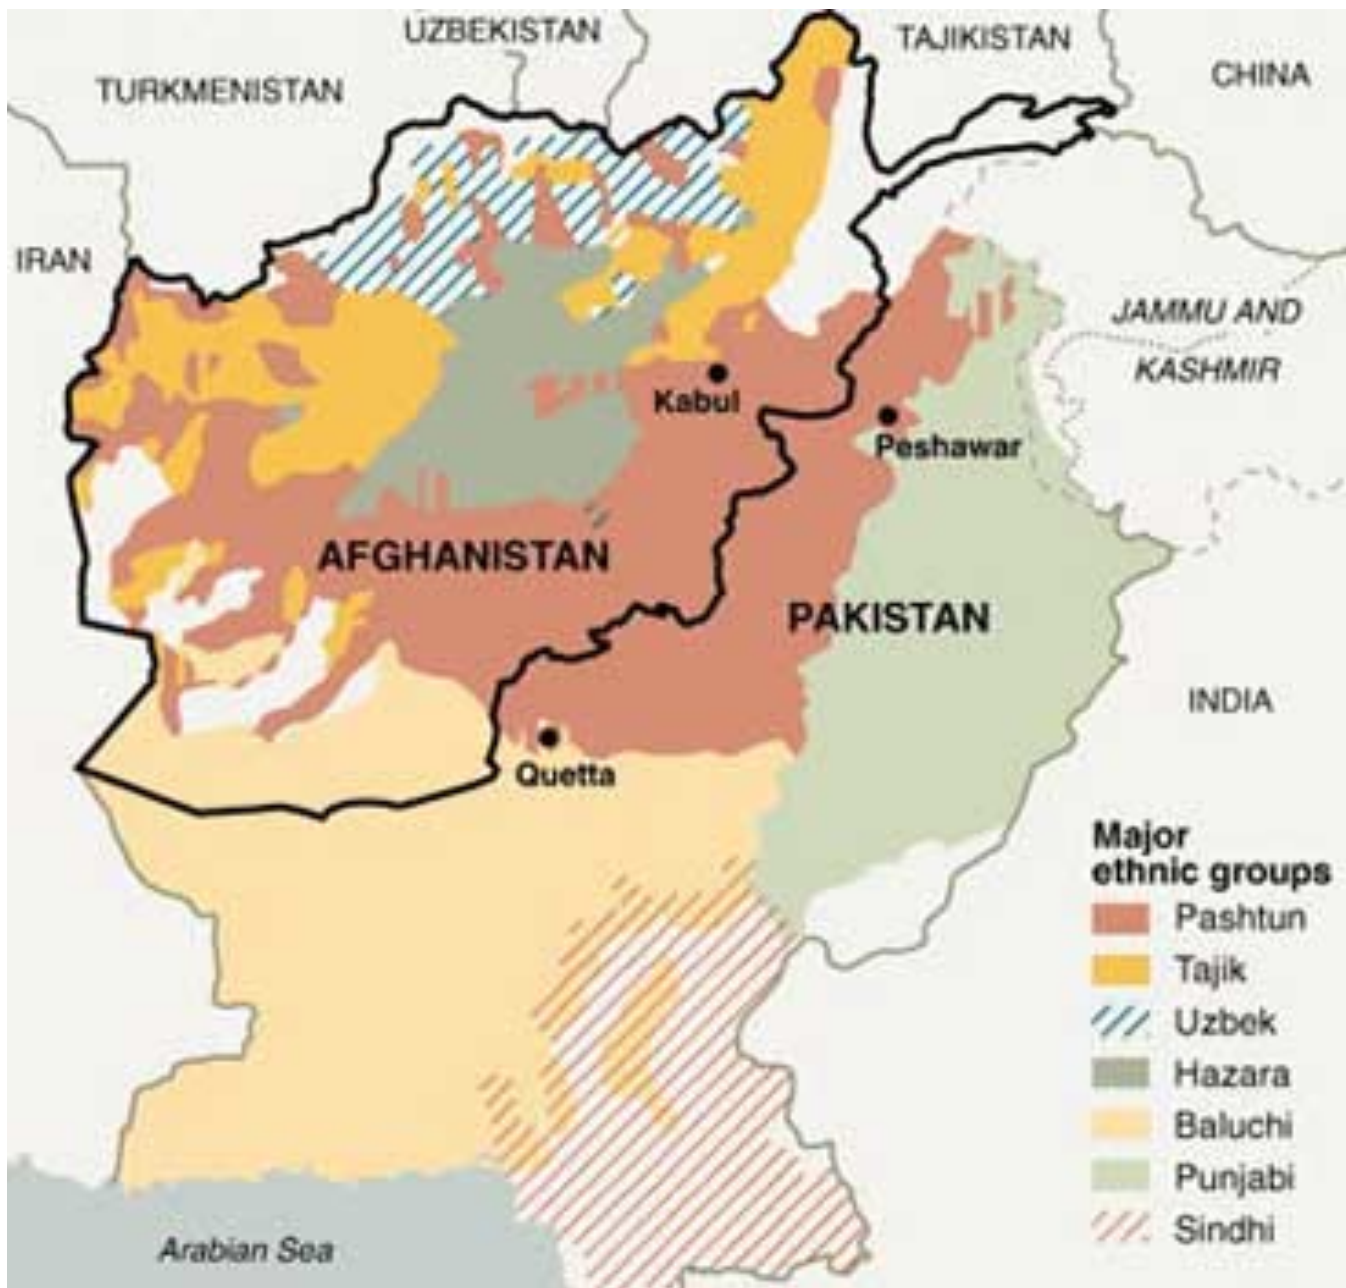 UZBEKISTAN
TAJIKISTAN
CHINA
TURKMENISTAN
IRAN
JAMMU AND
KASHMIR
Kabul
Peshawar
AFGHANISTAN
PAKISTAN
INDIA
Quetta
Major
ethnic groups
Pashtun
Tajik
Uzbek
Hazara
Baluchi
Punjabi
Sindhi
Arabian Sea